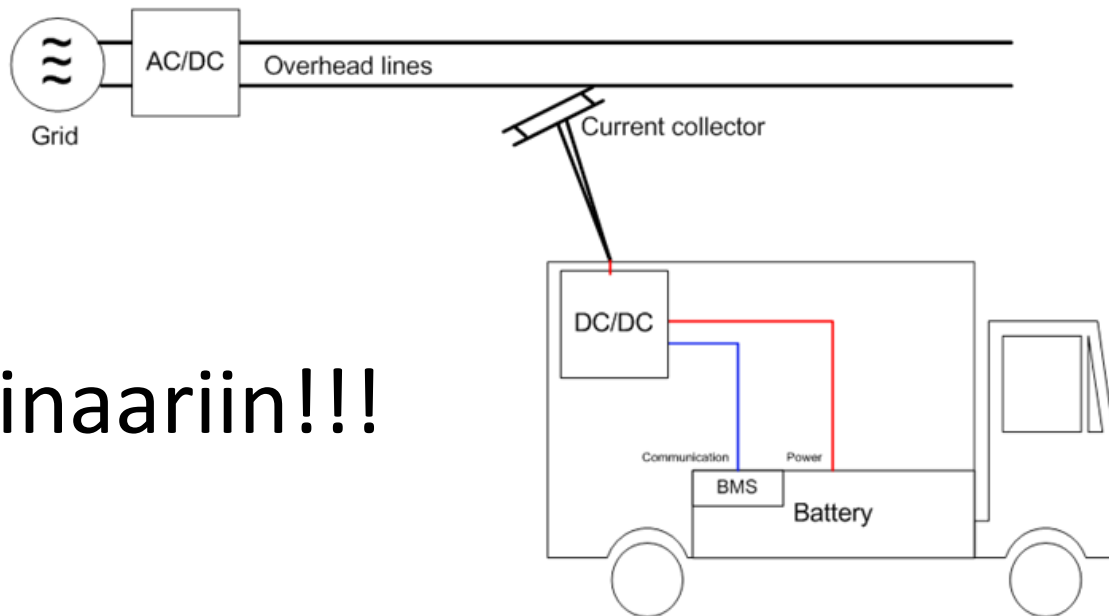 AC/DC
Overhead lines
Grid
Current collector
DC/DC
inaariin!!!
Communication
Power
BMS
Battery